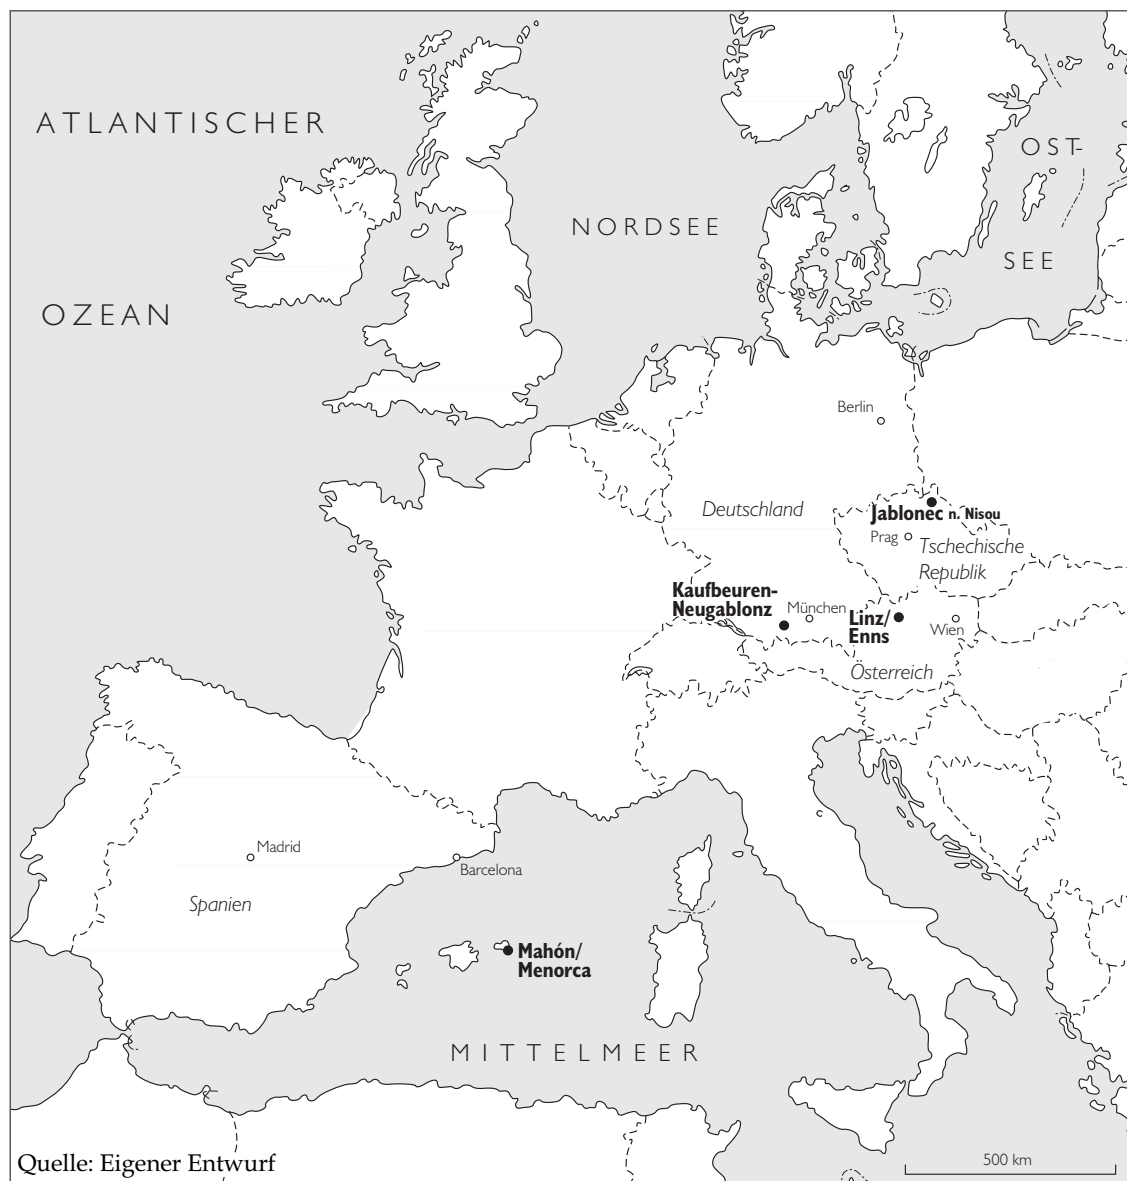 ATLANTISCHER
OZEAN
NORDSEE
OST-
SEE
Berlin
Deutschland
Jablonec n. Nisou
Prag
Tschechische
Republik
Kaufbeuren-
Neugablonz
München
Linz/
Enns
Wien
Österreich
Madrid
Barcelona
Spanien
Mahón/
Menorca
MITTELMEER
500 km
Quelle: Eigener Entwurf